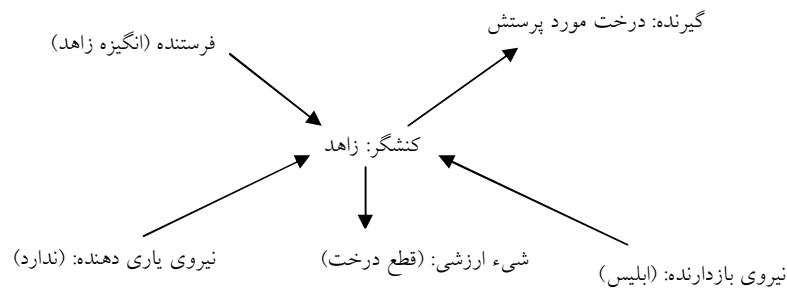 گیرنده: درخت مورد پرستش
فرستنده (انگیزه زاهد)
کنشگر: زاهد
نیروی یاری دهنده: (ندارد)
شیء ارزشی: (قطع درخت)
نیروی بازدارنده: (ابلیس)